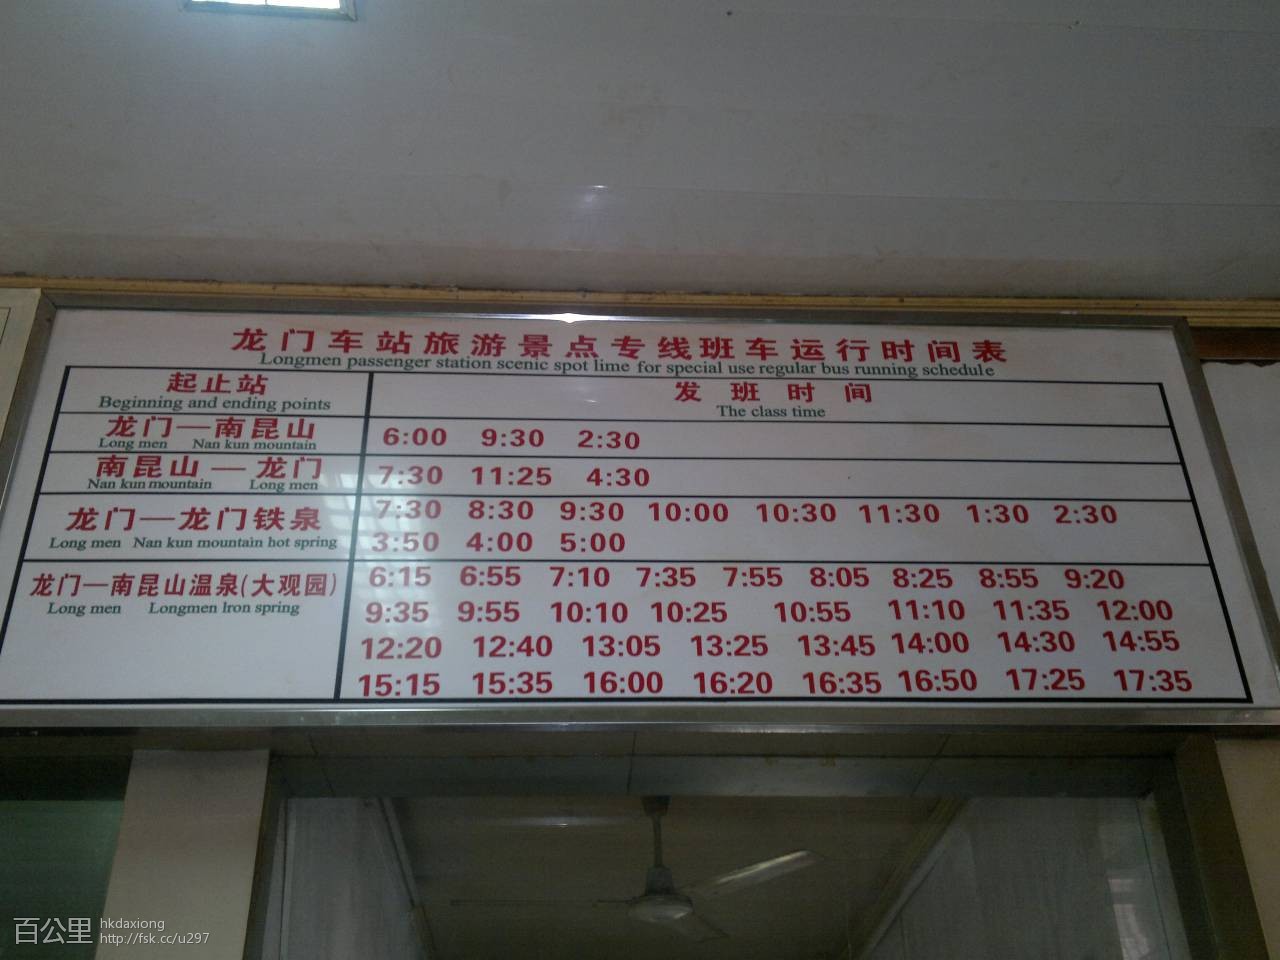 龙门车站旅游景点专线班车运行时间表
Longmen passenger station scenic spot lime for special use regular bus running schedule
起止站 发班时间
Beginning and ending points The class time
龙门—南昆山 6:00 9:30 2:30
Long men Nan kun mountain
南昆山—龙门 7:30 11:25 4:30
Nan kun mountain Long men
龙门—龙门铁泉 7:30 8:30 9:30 10:00 10:30 11:30 1:30 2:30
Long men Nan kun mountain hot spring 3:50 4:00 5:00
龙门—南昆山温泉(大观园) 6:15 6:55 7:10 7:35 7:55 8:05 8:25 8:55 9:20
Long men Longmen lron spring 9:35 9:55 10:10 10:25 10:55 11:10 11:35 12:00
12:20 12:40 13:05 13:25 13:45 14:00 14:30 14:55
15:15 15:35 16:00 16:20 16:35 16:50 17:25 17:35
百公里 hkdaxiong
http://fsk.cc/u297